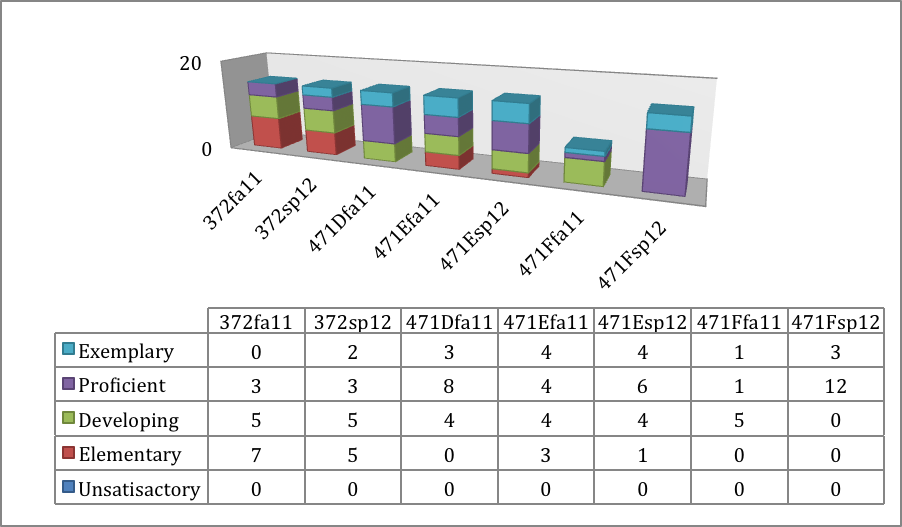 20
0
372fa11
372sp12
471Dfa11
471Efa11
471Esp12
471Ffa11
471Fsp12
372fa11 372sp12 471Dfa11 471Efa11 471Esp12 471Ffa11 471Fsp12
Exemplary 0 2 3 4 4 1 3
Proficient 3 3 8 4 6 1 12
Developing 5 5 4 4 4 5 0
Elementary 7 5 0 3 1 0 0
Unsatisactory 0 0 0 0 0 0 0